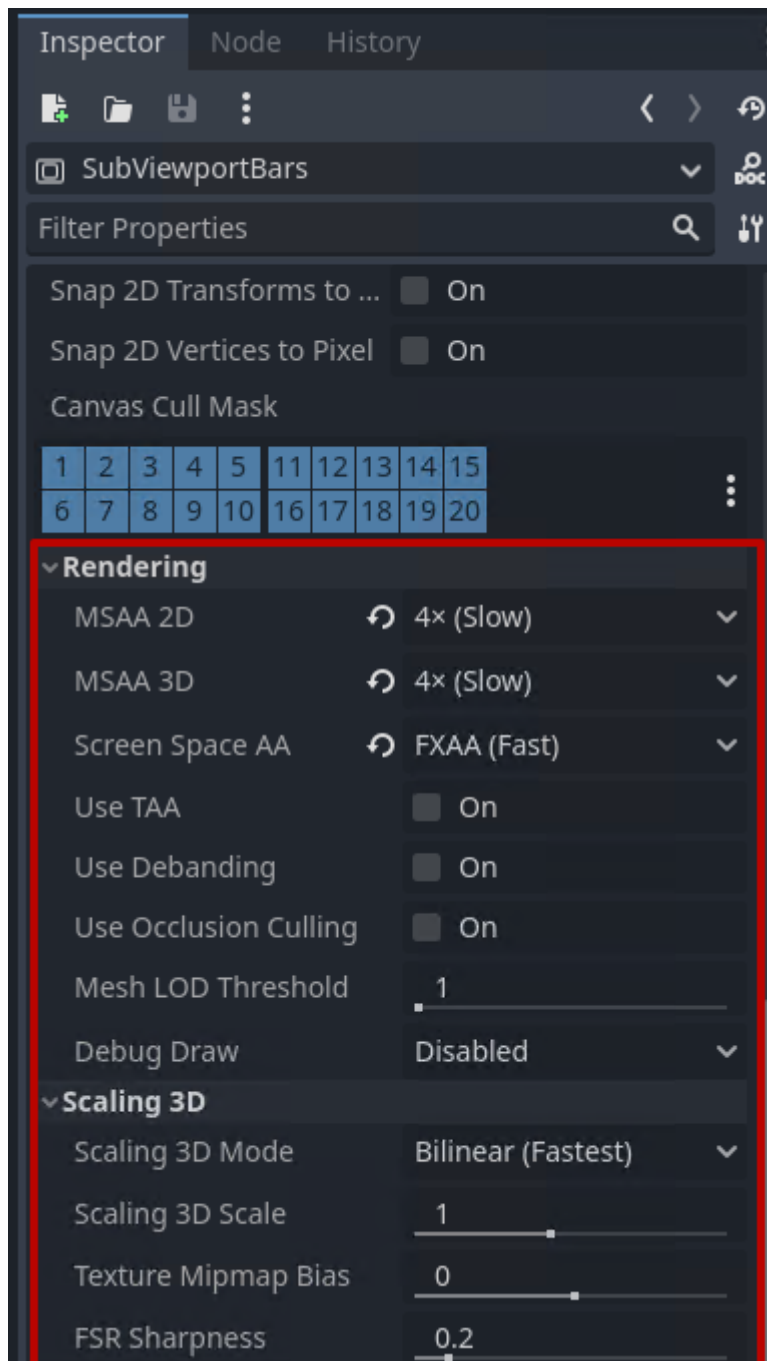 Inspector Node History
SubViewportBars
DOC
Filter Properties
Snap 2D Transforms to ... On
Snap 2D Vertices to Pixel On
Canvas Cull Mask
1 2 3 4 5 11 12 13 14 15
6 7 8 9 10 16 17 18 19 20
Rendering
MSAA 2D 4× (Slow)
MSAA 3D 4× (Slow)
Screen Space AA FXAA (Fast)
Use TAA On
Use Debanding On
Use Occlusion Culling On
Mesh LOD Threshold 1
Debug Draw Disabled
Scaling 3D
Scaling 3D Mode Bilinear (Fastest)
Scaling 3D Scale 1
Texture Mipmap Bias 0
FSR Sharpness 0.2